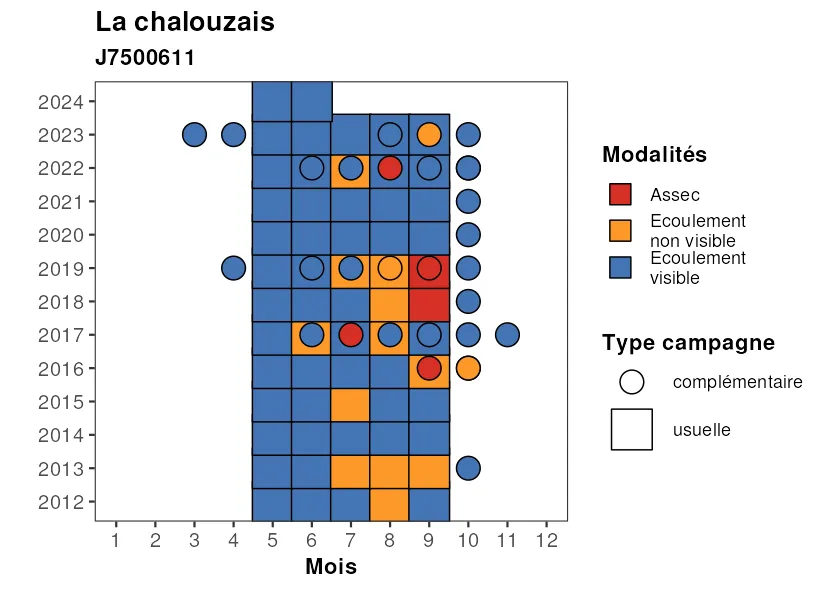 La chalouzais
J7500611
2024
2023
2022
2021
2020
2019
2018
2017
2016
2015
2014
2013
2012
1 2 3 4 5 6 7 8 9 10 11 12
Mois
Modalités
Assec
Ecoulement
non visible
Ecoulement
visible
Type campagne
complémentaire
usuelle